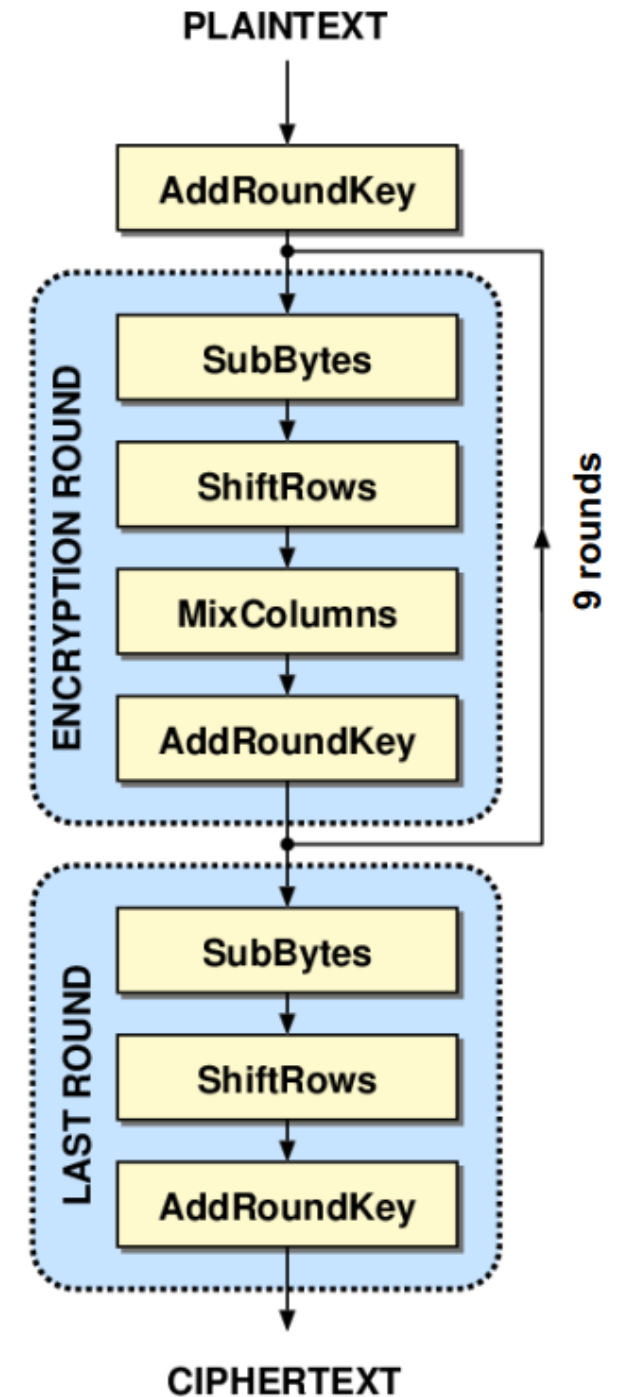 PLAINTEXT
AddRoundKey
ENCRYPTION ROUND
SubBytes
ShiftRows
MixColumns
AddRoundKey
9 rounds
LAST ROUND
SubBytes
ShiftRows
AddRoundKey
CIPHERTEXT